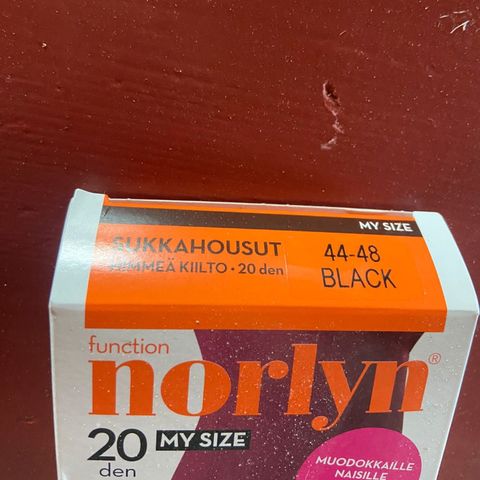 MY SIZE
SUKKAHOUSUT
HIMMEÄ KIILTO • 20 den
44-48
BLACK
function
norlyn®
20 MY SIZE
den
MUODOKKAILLE
NAISILLE